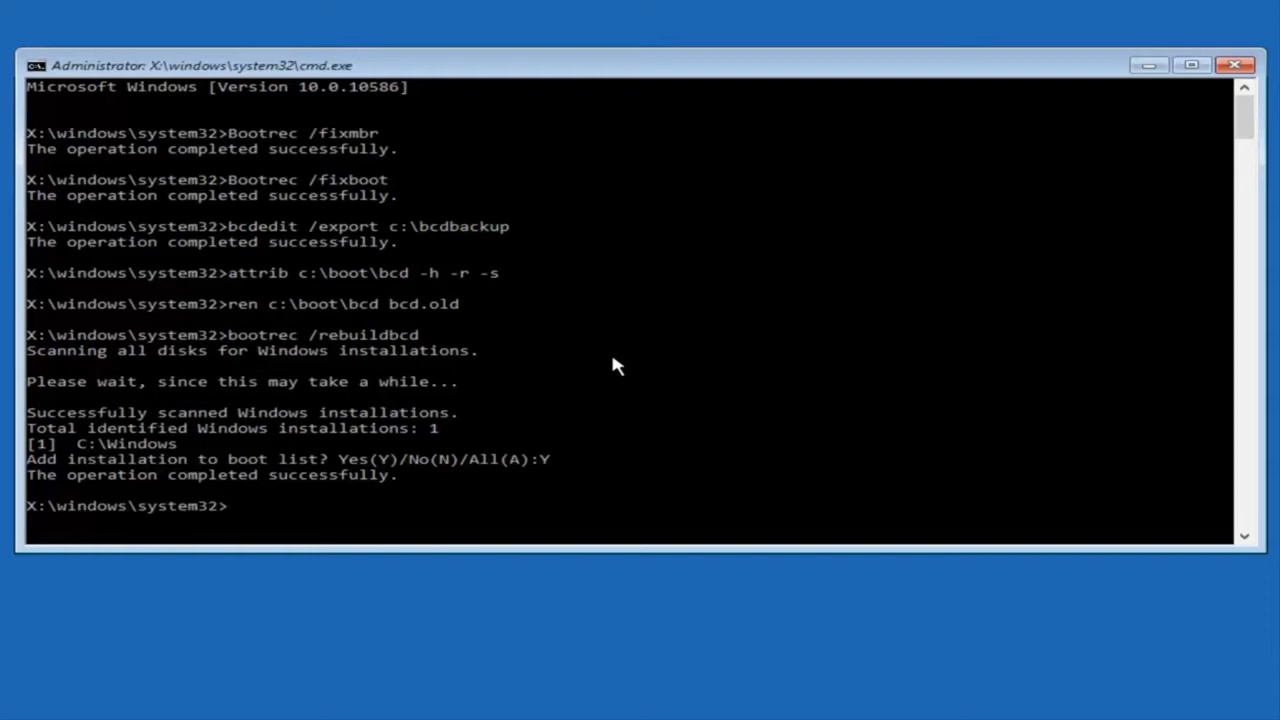 Administrator: X:\windows\system32\cmd.exe
Microsoft Windows [Version 10.0.10586]
X:\windows\system32>Bootrec /fixmbr
The operation completed successfully.
X:\windows\system32>Bootrec /fixboot
The operation completed successfully.
X:\windows\system32>bcdedit /export c:\bcdbackup
The operation completed successfully.
X:\windows\system32>attrib c:\boot\bcd -h -r -s
X:\windows\system32>ren c:\boot\bcd bcd.old
X:\windows\system32>bootrec /rebuildbcd
Scanning all disks for Windows installations.
Please wait, since this may take a while...
Successfully scanned Windows installations.
Total identified Windows installations: 1
[1]  C:\Windows
Add installation to boot list? Yes(Y)/No(N)/All(A):Y
The operation completed successfully.
X:\windows\system32>